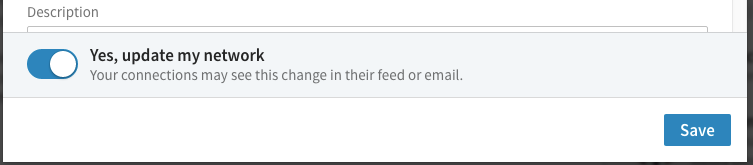 Description
Yes, update my network
Your connections may see this change in their feed or email.
Save